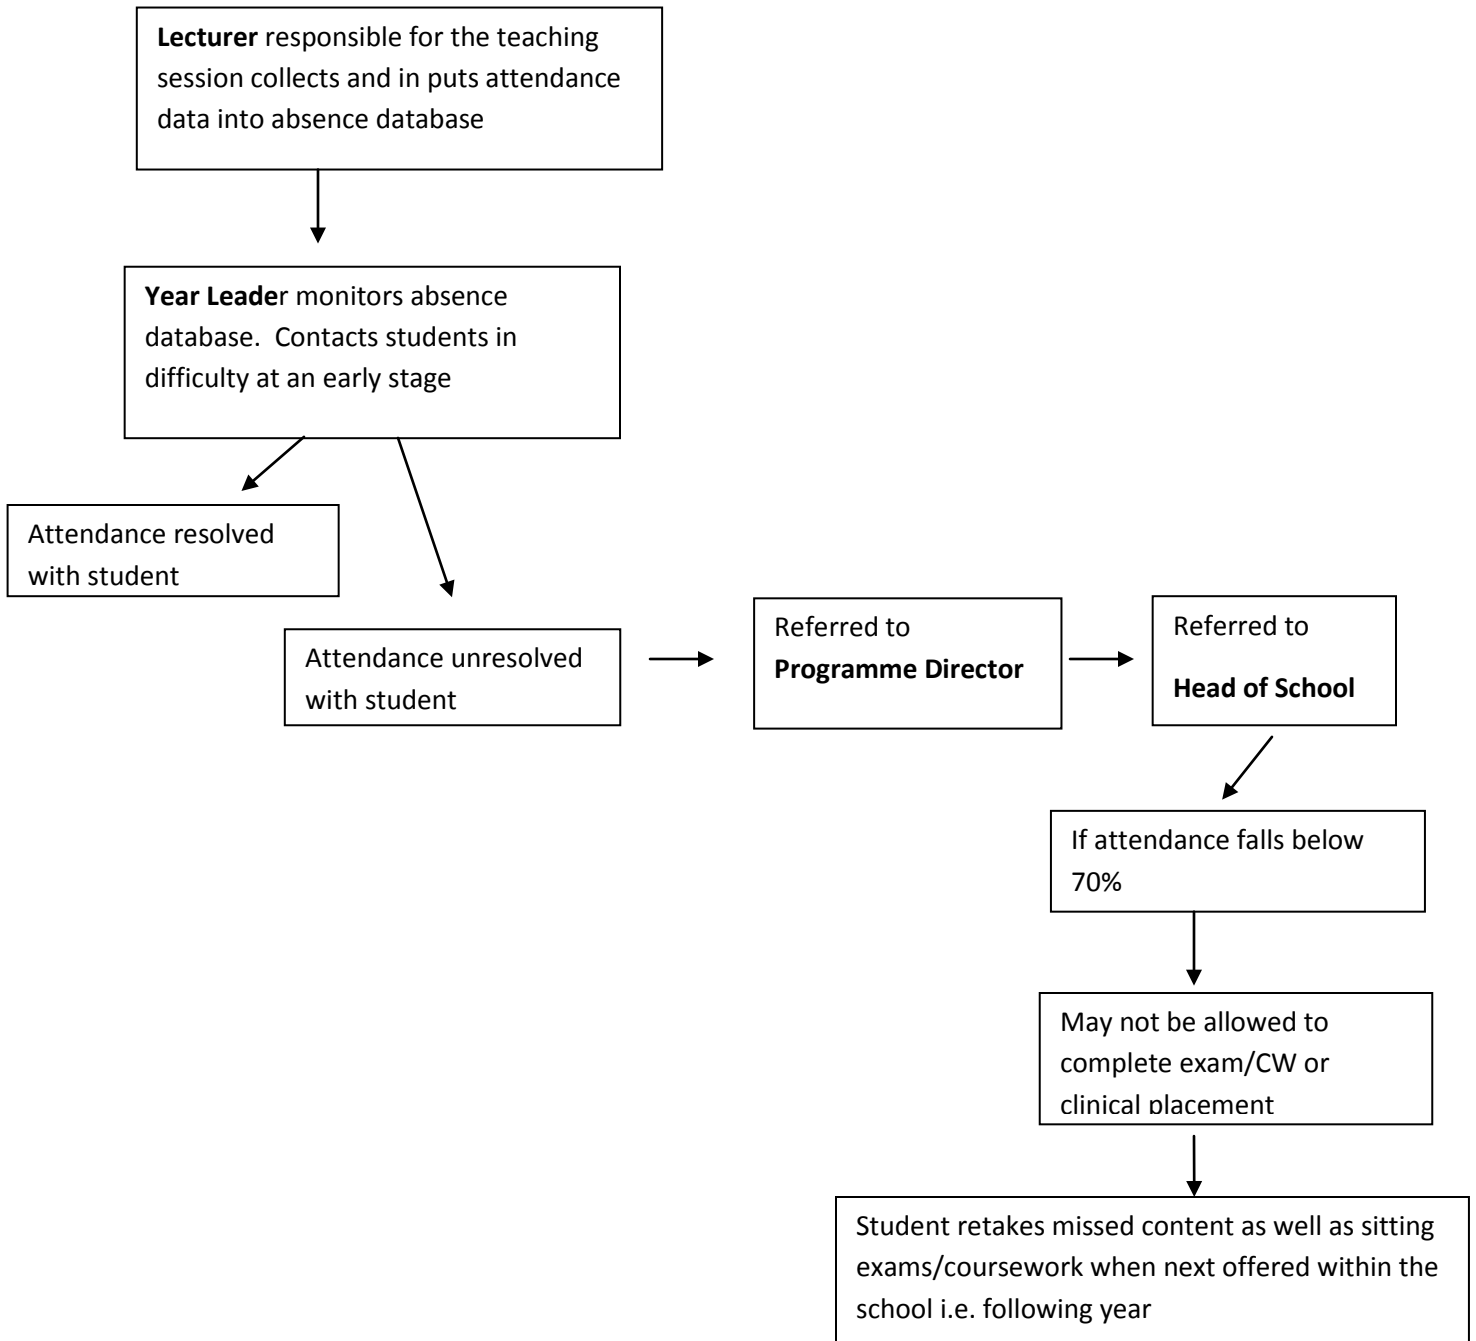 Lecturer responsible for the teaching
session collects and in puts attendance
data into absence database
Year Leader monitors absence
database.  Contacts students in
difficulty at an early stage
Attendance resolved
with student
Attendance unresolved
with student
Referred to
Programme Director
Referred to
Head of School
If attendance falls below
70%
May not be allowed to
complete exam/CW or
clinical placement
Student retakes missed content as well as sitting
exams/coursework when next offered within the
school i.e. following year